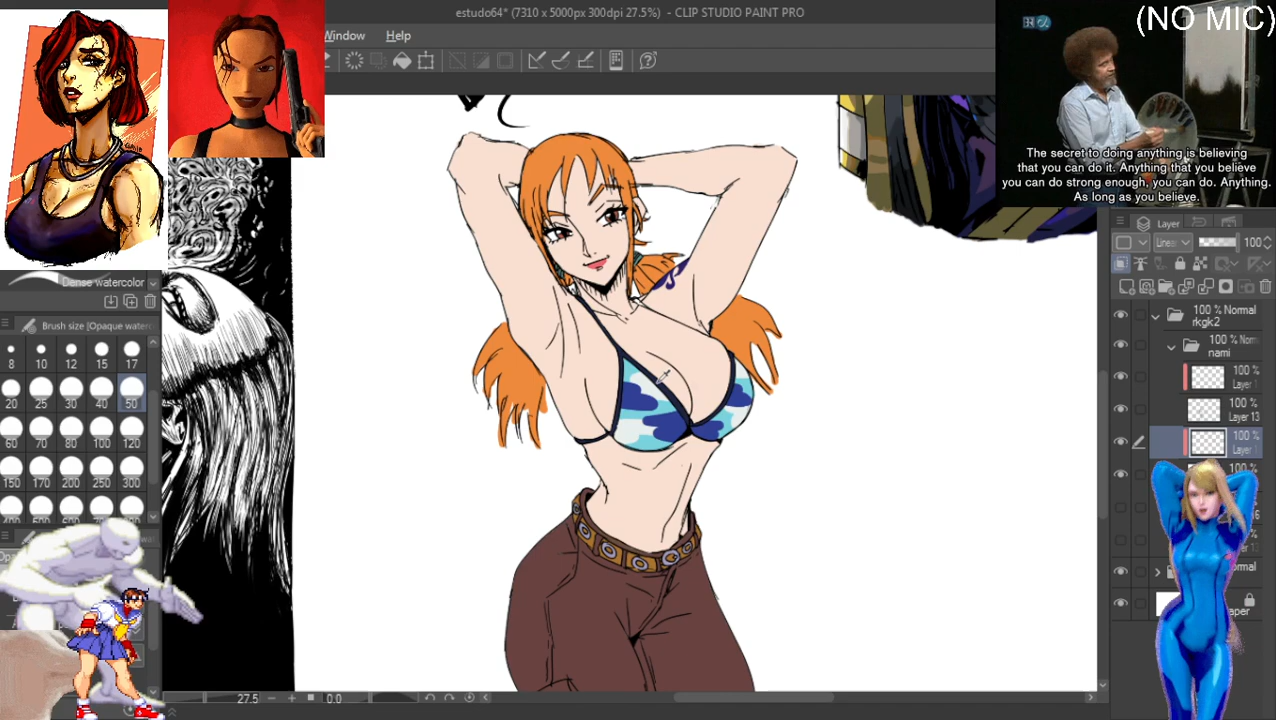 estudo64* (7310 x 5000px 300dpi 27.5%) - CLIP STUDIO PAINT PRO
(NO MIC)
Window Help
The secret to doing anything is believing
that you can do it. Anything that you believe
you can do strong enough, you can do. Anything.
As long as you believe.
Layer
100
Dense watercolor
Brush size [Opaque waterc
8 10 12 15 17
20 25 30 40 50
60 70 80 100 120
150 170 200 250 300
100 % Normal
rkgk2
100 % Norm
nami
100 %
Layer
100 %
Layer 13
100 %
Layer
100 %
Normal
aper
27.5
0.0